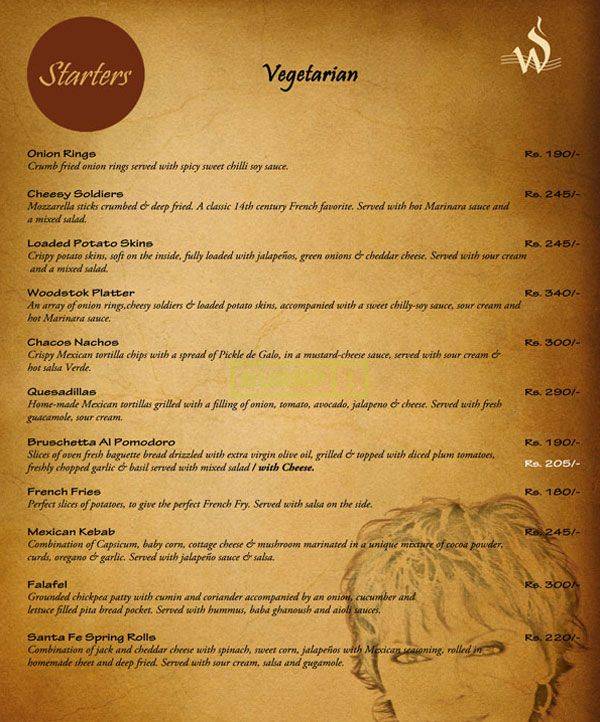 Starters
Vegetarian
Onion Rings Rs. 190/-
Crumb fried onion rings served with spicy sweet chilli soy sauce.
Cheesy Soldiers Rs. 245/-
Mozzarella sticks crumbed & deep fried. A classic 14th century French favorite. Served with hot Marinara sauce and
a mixed salad.
Loaded Potato Skins Rs. 245/-
Crispy potato skins, soft on the inside, fully loaded with jalapeños, green onions & cheddar cheese. Served with sour cream
and a mixed salad.
Woodstok Platter Rs. 340/-
An array of onion rings,cheesy soldiers & loaded potato skins, accompanied with a sweet chilly-soy sauce, sour cream and
hot Marinara sauce.
Chacos Nachos Rs. 300/-
Crispy Mexican tortilla chips with a spread of Pickle de Galo, in a mustard-cheese sauce, served with sour cream &
hot salsa Verde.
Quesadillas Rs. 290/-
Home-made Mexican tortillas grilled with a filling of onion, tomato, avocado, jalapeno & cheese. Served with fresh
guacamole, sour cream.
Bruschetta Al Pomodoro Rs. 190/-
Slices of oven fresh baguette bread drizzled with extra virgin olive oil, grilled & topped with diced plum tomatoes,
freshly chopped garlic & basil served with mixed salad / with Cheese. Rs. 205/-
French Fries Rs. 180/-
Perfect slices of potatoes, to give the perfect French Fry. Served with salsa on the side.
Mexican Kebab Rs. 245/-
Combination of Capsicum, baby corn, cottage cheese & mushroom marinated in a unique mixture of cocoa powder,
curds, oregano & garlic. Served with jalapeño sauce & salsa.
Falafel Rs. 300/-
Grounded chickpea patty with cumin and coriander accompanied by an onion, cucumber and
lettuce filled pita bread pocket. Served with hummus, baba ghanoush and aioli sauces.
Santa Fe Spring Rolls Rs. 220/-
Combination of jack and cheddar cheese with spinach, sweet corn, jalapeños with Mexican seasoning, rolled in
homemade sheet and deep fried. Served with sour cream, salsa and gugamole.